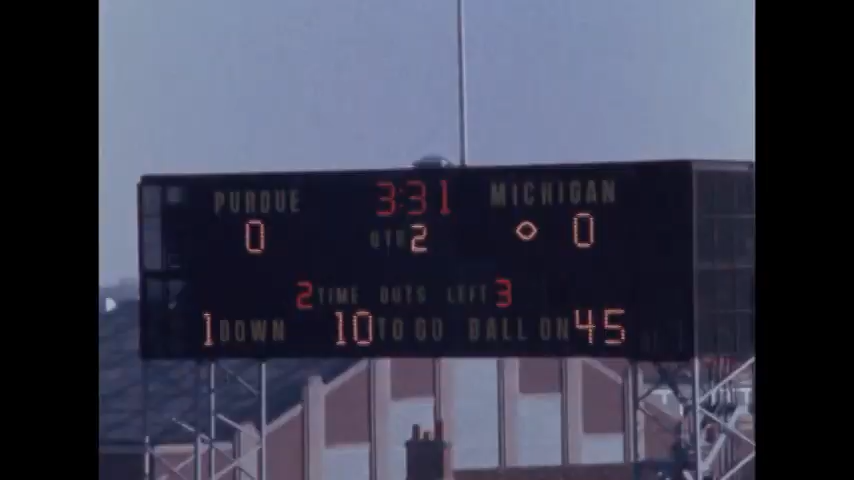 PURDUE 3:31 MICHIGAN
0 QTR 2 0
2 TIME OUTS LEFT 3
1 DOWN 10 TO GO BALL ON 45